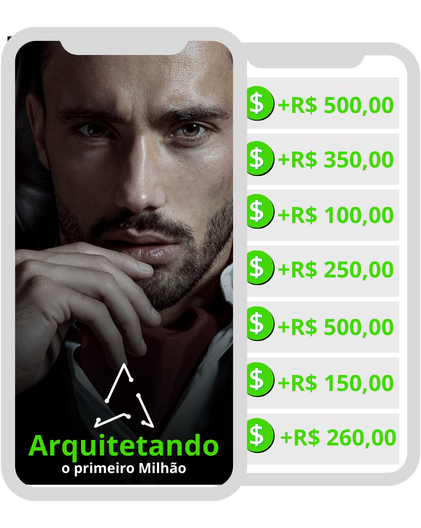 Arquitetando
o primeiro Milhão
$ +R$ 500,00
$ +R$ 350,00
$ +R$ 100,00
$ +R$ 250,00
$ +R$ 500,00
$ +R$ 150,00
$ +R$ 260,00